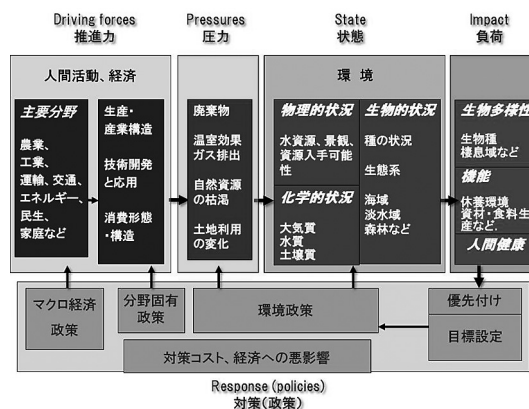 Driving forces
推進力
Pressures
圧力
State
状態
Impact
負荷
人間活動、経済
主要分野
農業、
工業、
運輸、交通、
エネルギー、
民生、
家庭など
生産・
産業構造
技術開発
と応用
消費形態
・構造
廃棄物
温室効果
ガス排出
自然資源
の枯渇
土地利用
の変化
環 境
物理的状況
水資源、景観、
資源入手可能
性
化学的状況
大気質
水質
土壌質
生物的状況
種の状況
生態系
海域
淡水域
森林など
生物多様性
生物種
棲息域など
機能
休養環境
資材・食料生
産など.
人間健康
マクロ経済
政策
分野固有
政策
環境政策
優先付け
目標設定
対策コスト、経済への悪影響
Response (policies)
対策(政策)